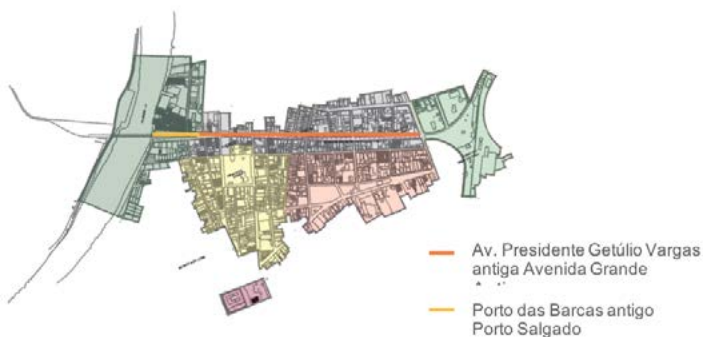 Av. Presidente Getúlio Vargas
antiga Avenida Grande
Porto das Barcas antigo
Porto Salgado